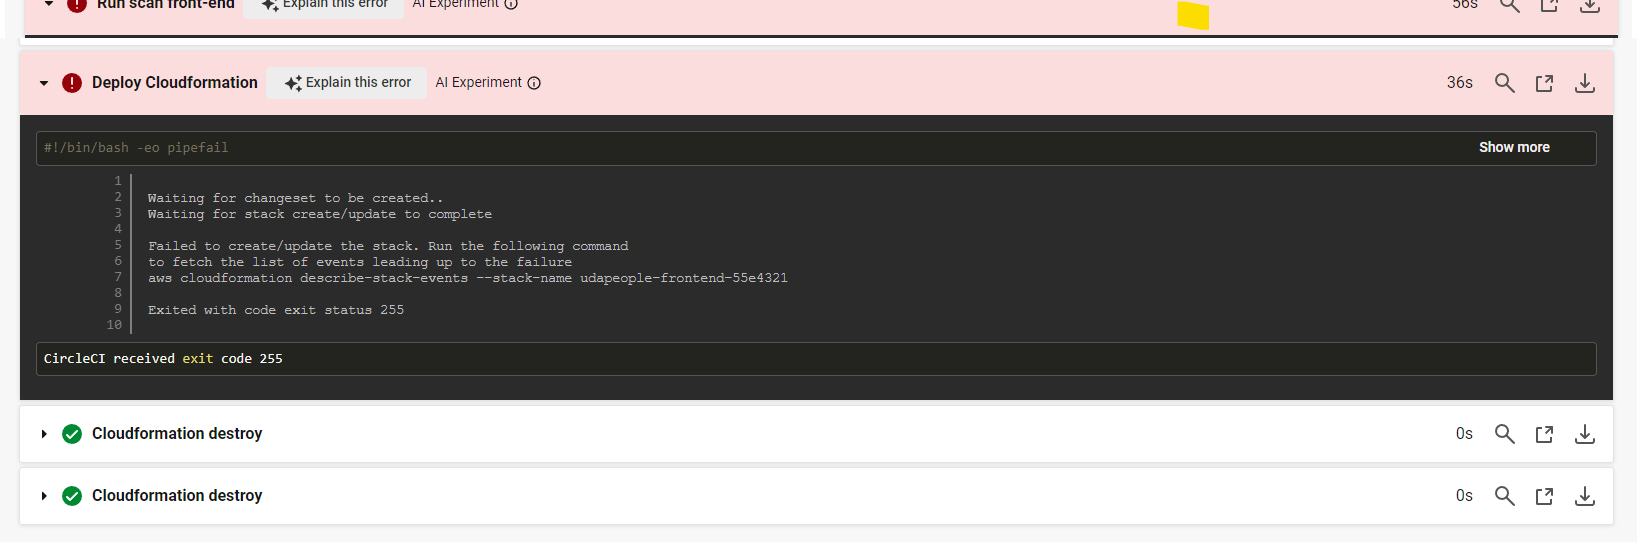 Run scan front-end Explain this error AI Experiment 56s
Deploy Cloudformation Explain this error AI Experiment 36s
#!/bin/bash -eo pipefail Show more
1
2 Waiting for changeset to be created..
3 Waiting for stack create/update to complete
4
5 Failed to create/update the stack. Run the following command
6 to fetch the list of events leading up to the failure
7 aws cloudformation describe-stack-events --stack-name udapeople-frontend-55e4321
8
9 Exited with code exit status 255
10
CircleCI received exit code 255
Cloudformation destroy 0s
Cloudformation destroy 0s